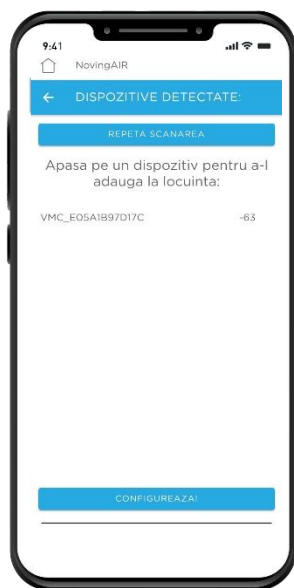 9:41
NovingAIR
DISPOZITIVE DETECTATE:
REPETA SCANAREA
Apasa pe un dispozitiv pentru a-l
adauga la locuinta:
VMC_E05A1B97D17C -63
CONFIGUREAZA!